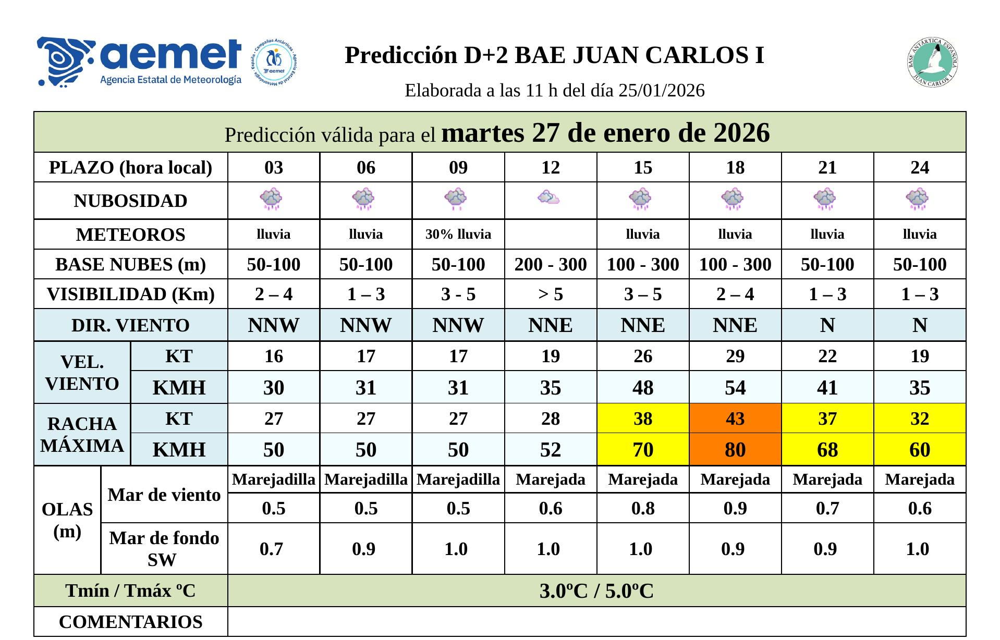 aemet
Agencia Estatal de Meteorología
Campañas Antárticas · Agencia Estatal de Meteorología · España ·
aemet
Predicción D+2 BAE JUAN CARLOS I
Elaborada a las 11 h del día 25/01/2026
BASE ANTÁRTICA ESPAÑOLA
JUAN CARLOS I
Predicción válida para el martes 27 de enero de 2026
PLAZO (hora local) 03 06 09 12 15 18 21 24
NUBOSIDAD
METEOROS lluvia lluvia 30% lluvia lluvia lluvia lluvia lluvia
BASE NUBES (m) 50-100 50-100 50-100 200 - 300 100 - 300 100 - 300 50-100 50-100
VISIBILIDAD (Km) 2 – 4 1 – 3 3 - 5 > 5 3 – 5 2 – 4 1 – 3 1 – 3
DIR. VIENTO NNW NNW NNW NNE NNE NNE N N
VEL.
VIENTO
KT 16 17 17 19 26 29 22 19
KMH 30 31 31 35 48 54 41 35
RACHA
MÁXIMA
KT 27 27 27 28 38 43 37 32
KMH 50 50 50 52 70 80 68 60
OLAS
(m)
Mar de viento
Marejadilla Marejadilla Marejadilla Marejada Marejada Marejada Marejada Marejada
0.5 0.5 0.5 0.6 0.8 0.9 0.7 0.6
Mar de fondo
SW
0.7 0.9 1.0 1.0 1.0 0.9 0.9 1.0
Tmín / Tmáx ºC 3.0ºC / 5.0ºC
COMENTARIOS